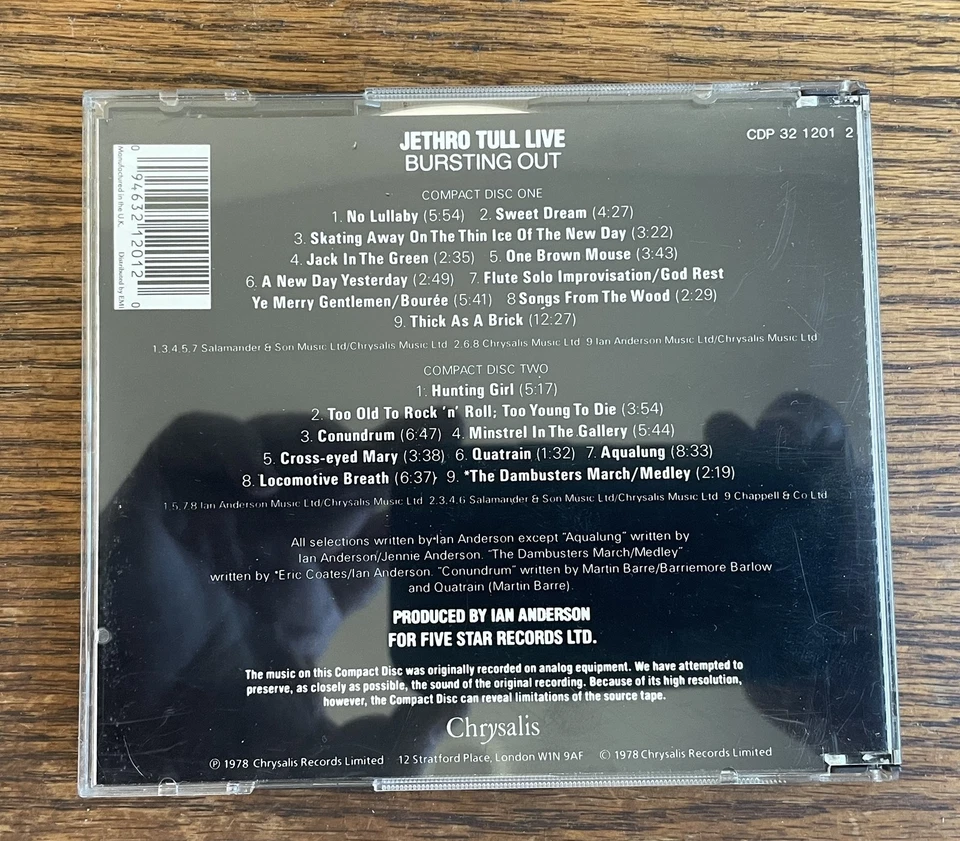 JETHRO TULL LIVE
BURSTING OUT
CDP 32 1201 2
Manufactured in the U.K. Distributed by EMI
0 94632 12012 0
COMPACT DISC ONE
1. No Lullaby (5:54) 2. Sweet Dream (4:27)
3. Skating Away On The Thin Ice Of The New Day (3:22)
4. Jack In The Green (2:35) 5. One Brown Mouse (3:43)
6. A New Day Yesterday (2:49) 7. Flute Solo Improvisation/God Rest
Ye Merry Gentlemen/Bourée (5:41) 8 Songs From The Wood (2:29)
9. Thick As A Brick (12:27)
1.3.4.5.7 Salamander & Son Music Ltd/Chrysalis Music Ltd 2.6.8 Chrysalis Music Ltd 9 Ian Anderson Music Ltd/Chrysalis Music Ltd
COMPACT DISC TWO
1. Hunting Girl (5:17)
2. Too Old To Rock 'n' Roll; Too Young To Die (3:54)
3. Conundrum (6:47) 4. Minstrel In The Gallery (5:44)
5. Cross-eyed Mary (3:38) 6. Quatrain (1:32) 7. Aqualung (8:33)
8. Locomotive Breath (6:37) 9. *The Dambusters March/Medley (2:19)
1.5.7.8 Ian Anderson Music Ltd/Chrysalis Music Ltd 2.3.4.6 Salamander & Son Music Ltd/Chrysalis Music Ltd 9 Chappell & Co Ltd
All selections written by Ian Anderson except "Aqualung" written by
Ian Anderson/Jennie Anderson. "The Dambusters March/Medley"
written by *Eric Coates/Ian Anderson. "Conundrum" written by Martin Barre/Barriemore Barlow
and Quatrain (Martin Barre)
PRODUCED BY IAN ANDERSON
FOR FIVE STAR RECORDS LTD.
The music on this Compact Disc was originally recorded on analog equipment. We have attempted to
preserve, as closely as possible, the sound of the original recording. Because of its high resolution,
however, the Compact Disc can reveal limitations of the source tape.
Chrysalis
℗ 1978 Chrysalis Records Limited 12 Stratford Place, London W1N 9AF © 1978 Chrysalis Records Limited